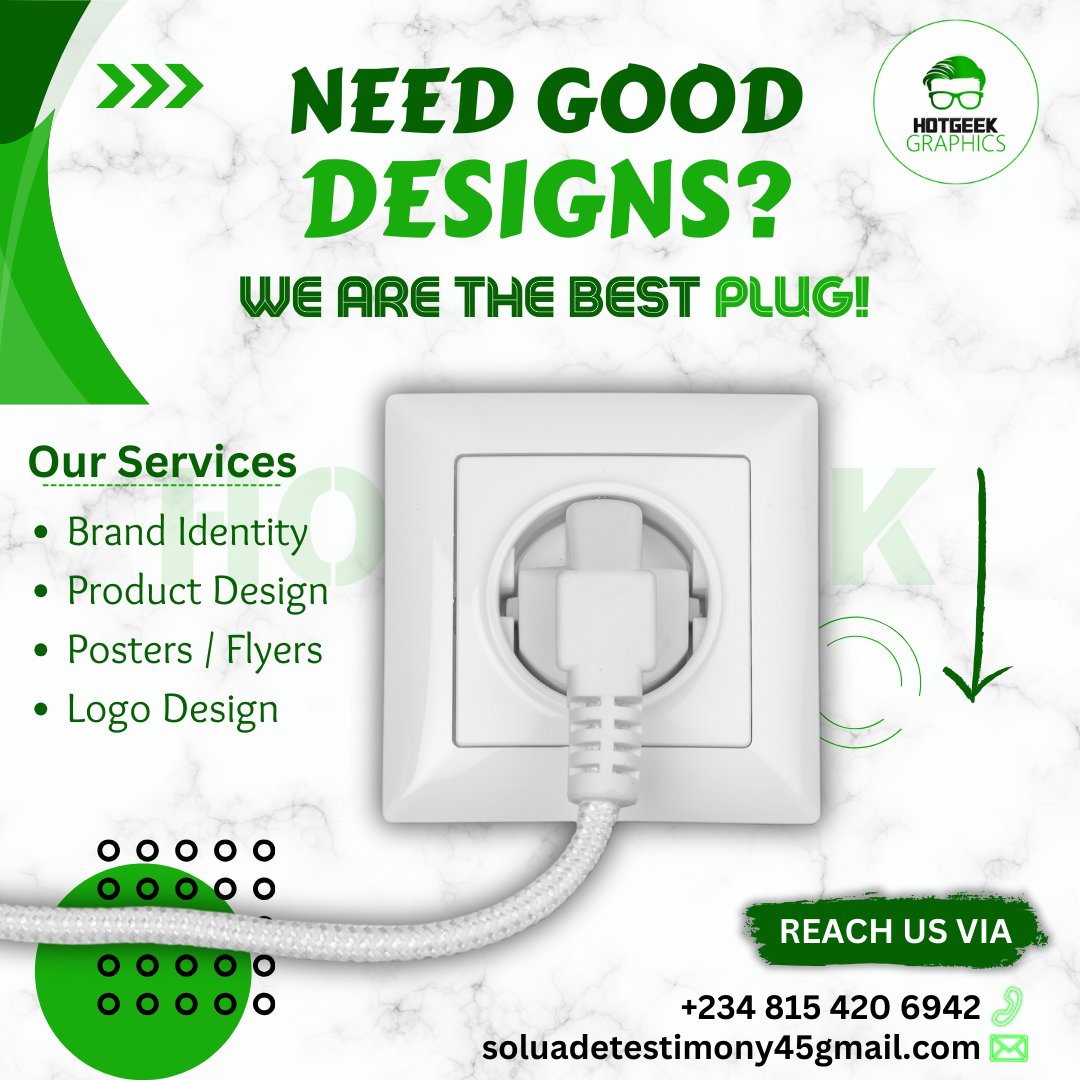 NEED GOOD
DESIGNS?
HOTGEEK
GRAPHICS
WE ARE THE BEST PLUG!
Our Services
• Brand Identity
• Product Design
• Posters / Flyers
• Logo Design
HO K
REACH US VIA
+234 815 420 6942
soluadetestimony45gmail.com